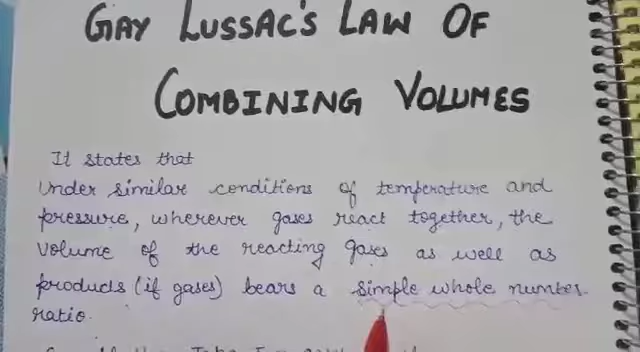 GAY LUSSAC'S LAW OF
COMBINING VOLUMES
It states that
Under similar conditions of temperature and
pressure, wherever gases react together, the
volume of the reacting gases as well as
products (if gases) bears a simple whole number
ratio.